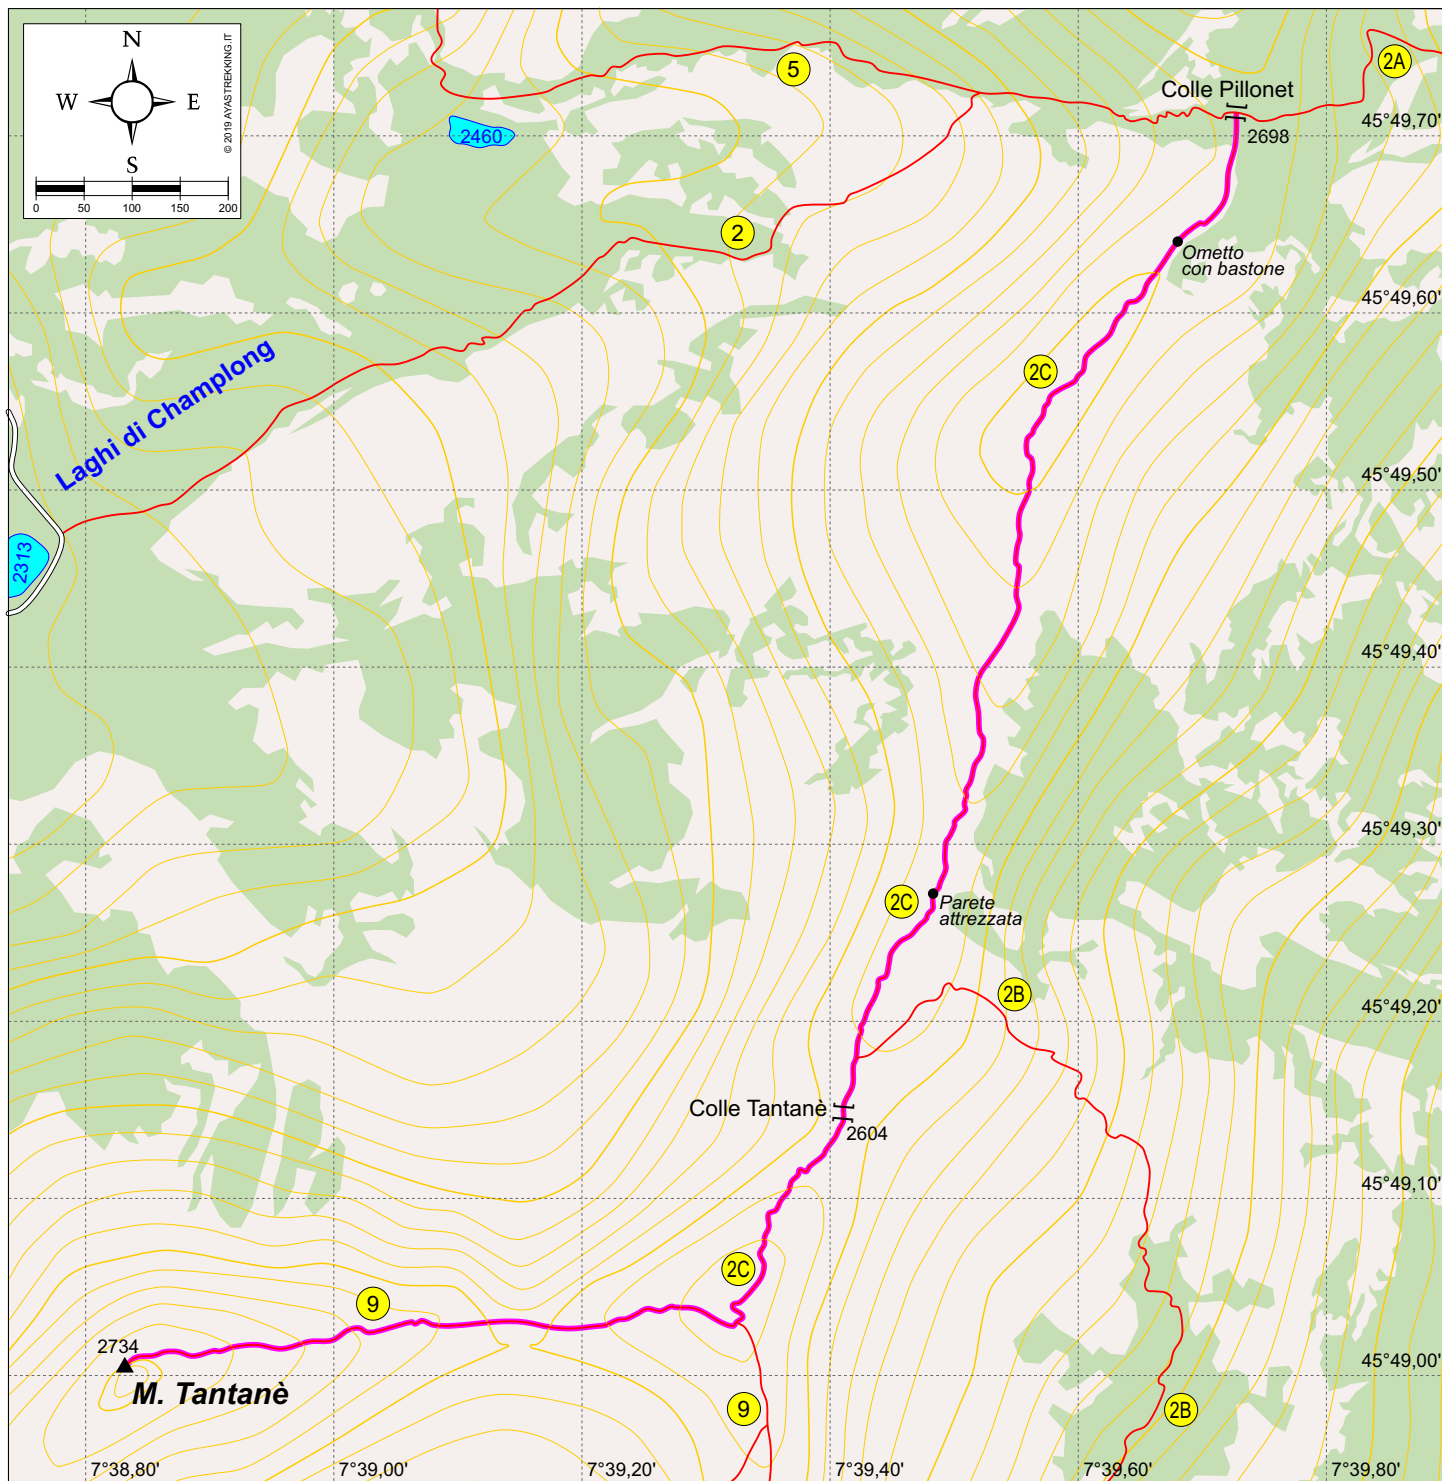 N
W E
S
0 50 100 150 200
© 2019 AYASTREKKING.IT
5
2A
Colle Pillonet
2698
45°49,70'
2460
2
Ometto
con bastone
45°49,60'
Laghi di Champlong
2C
45°49,50'
2313
45°49,40'
45°49,30'
2C
Parete
attrezzata
2B
45°49,20'
Colle Tantanè
2604
45°49,10'
2C
9
2734
M. Tantanè
45°49,00'
9
2B
7°38,80' 7°39,00' 7°39,20' 7°39,40' 7°39,60' 7°39,80'